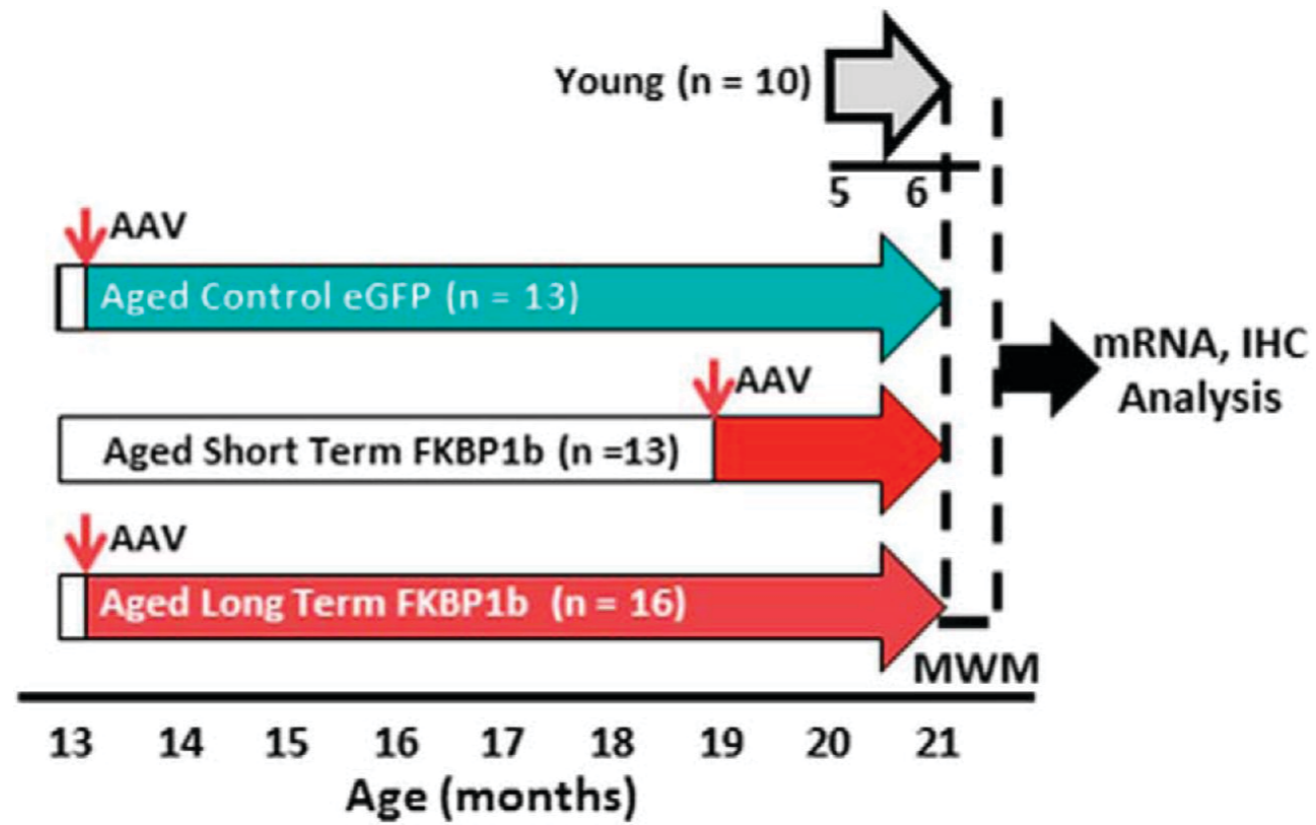 Young (n = 10)
5 6
AAV
Aged Control eGFP (n = 13)
AAV
mRNA, IHC
Analysis
Aged Short Term FKBP1b (n =13)
AAV
Aged Long Term FKBP1b (n = 16)
MWM
13 14 15 16 17 18 19 20 21
Age (months)